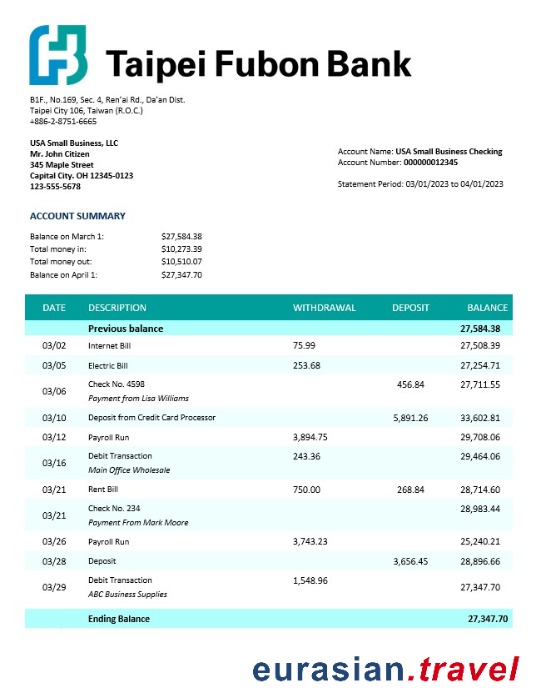 Taipei Fubon Bank
B1F., No.169, Sec. 4, Ren'ai Rd., Da'an Dist.
Taipei City 106, Taiwan (R.O.C.)
+886-2-8751-6665
USA Small Business, LLC
Mr. John Citizen
345 Maple Street
Capital City. OH 12345-0123
123-555-5678
Account Name: USA Small Business Checking
Account Number: 000000012345
Statement Period: 03/01/2023 to 04/01/2023
ACCOUNT SUMMARY
Balance on March 1: $27,584.38
Total money in: $10,273.39
Total money out: $10,510.07
Balance on April 1: $27,347.70
DATE DESCRIPTION WITHDRAWAL DEPOSIT BALANCE
Previous balance 27,584.38
03/02 Internet Bill 75.99 27,508.39
03/05 Electric Bill 253.68 27,254.71
03/06 Check No. 4598 456.84 27,711.55
Payment from Lisa Williams
03/10 Deposit from Credit Card Processor 5,891.26 33,602.81
03/12 Payroll Run 3,894.75 29,708.06
03/16 Debit Transaction 243.36 29,464.06
Main Office Wholesale
03/21 Rent Bill 750.00 268.84 28,714.60
03/21 Check No. 234 28,983.44
Payment From Mark Moore
03/26 Payroll Run 3,743.23 25,240.21
03/28 Deposit 3,656.45 28,896.66
03/29 Debit Transaction 1,548.96 27,347.70
ABC Business Supplies
Ending Balance 27,347.70
eurasian.travel